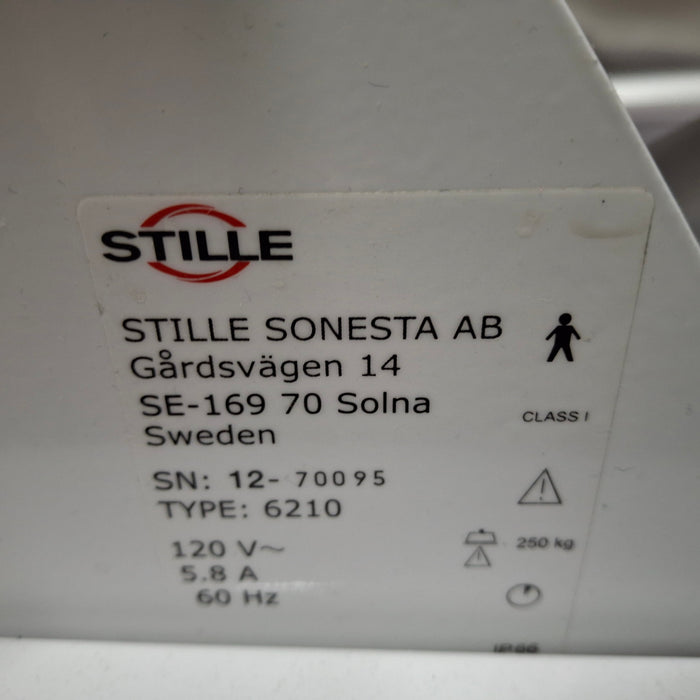 STILLE
STILLE SONESTA AB
Gårdsvägen 14
SE-169 70 Solna
Sweden
CLASS I
SN: 12-70095
TYPE: 6210
120 V~
250 kg
5.8 A
60 Hz